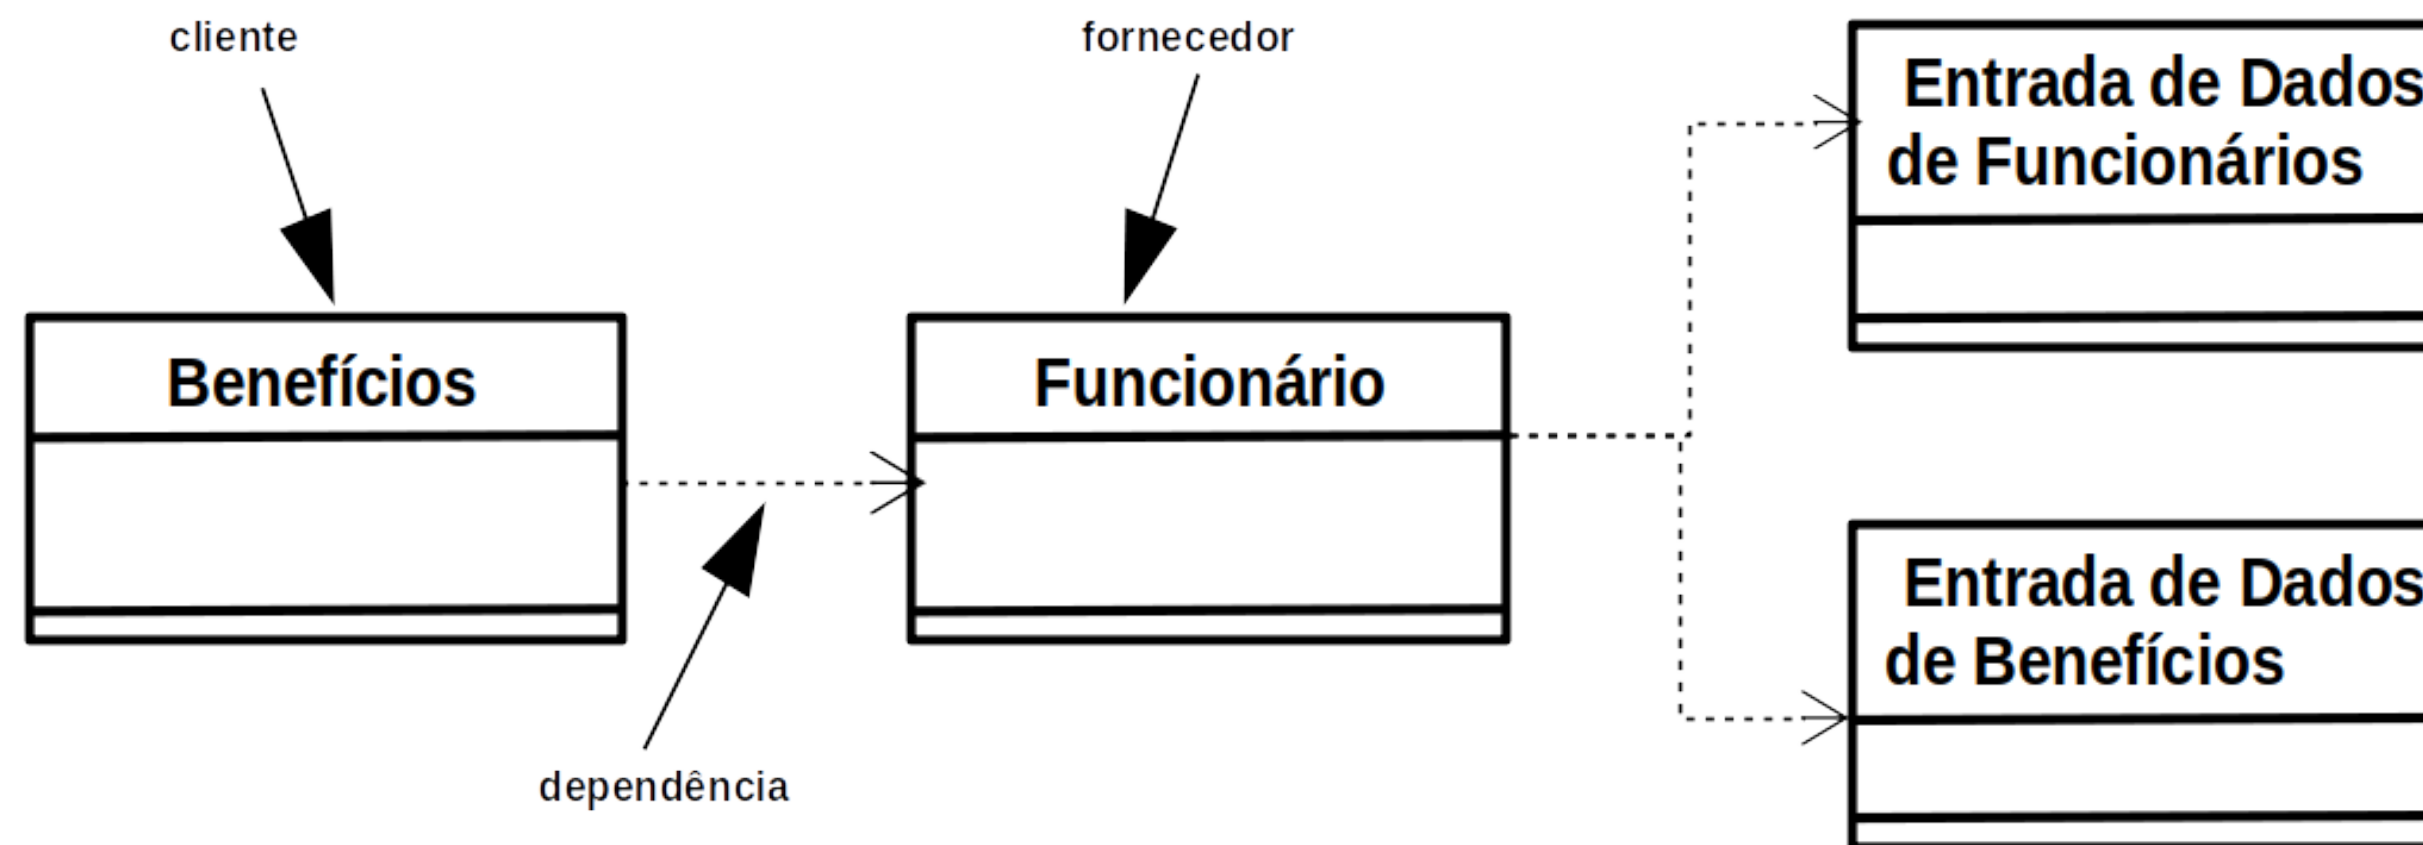 cliente
fornecedor
Entrada de Dados
de Funcionários
Benefícios
Funcionário
Entrada de Dados
de Benefícios
dependência